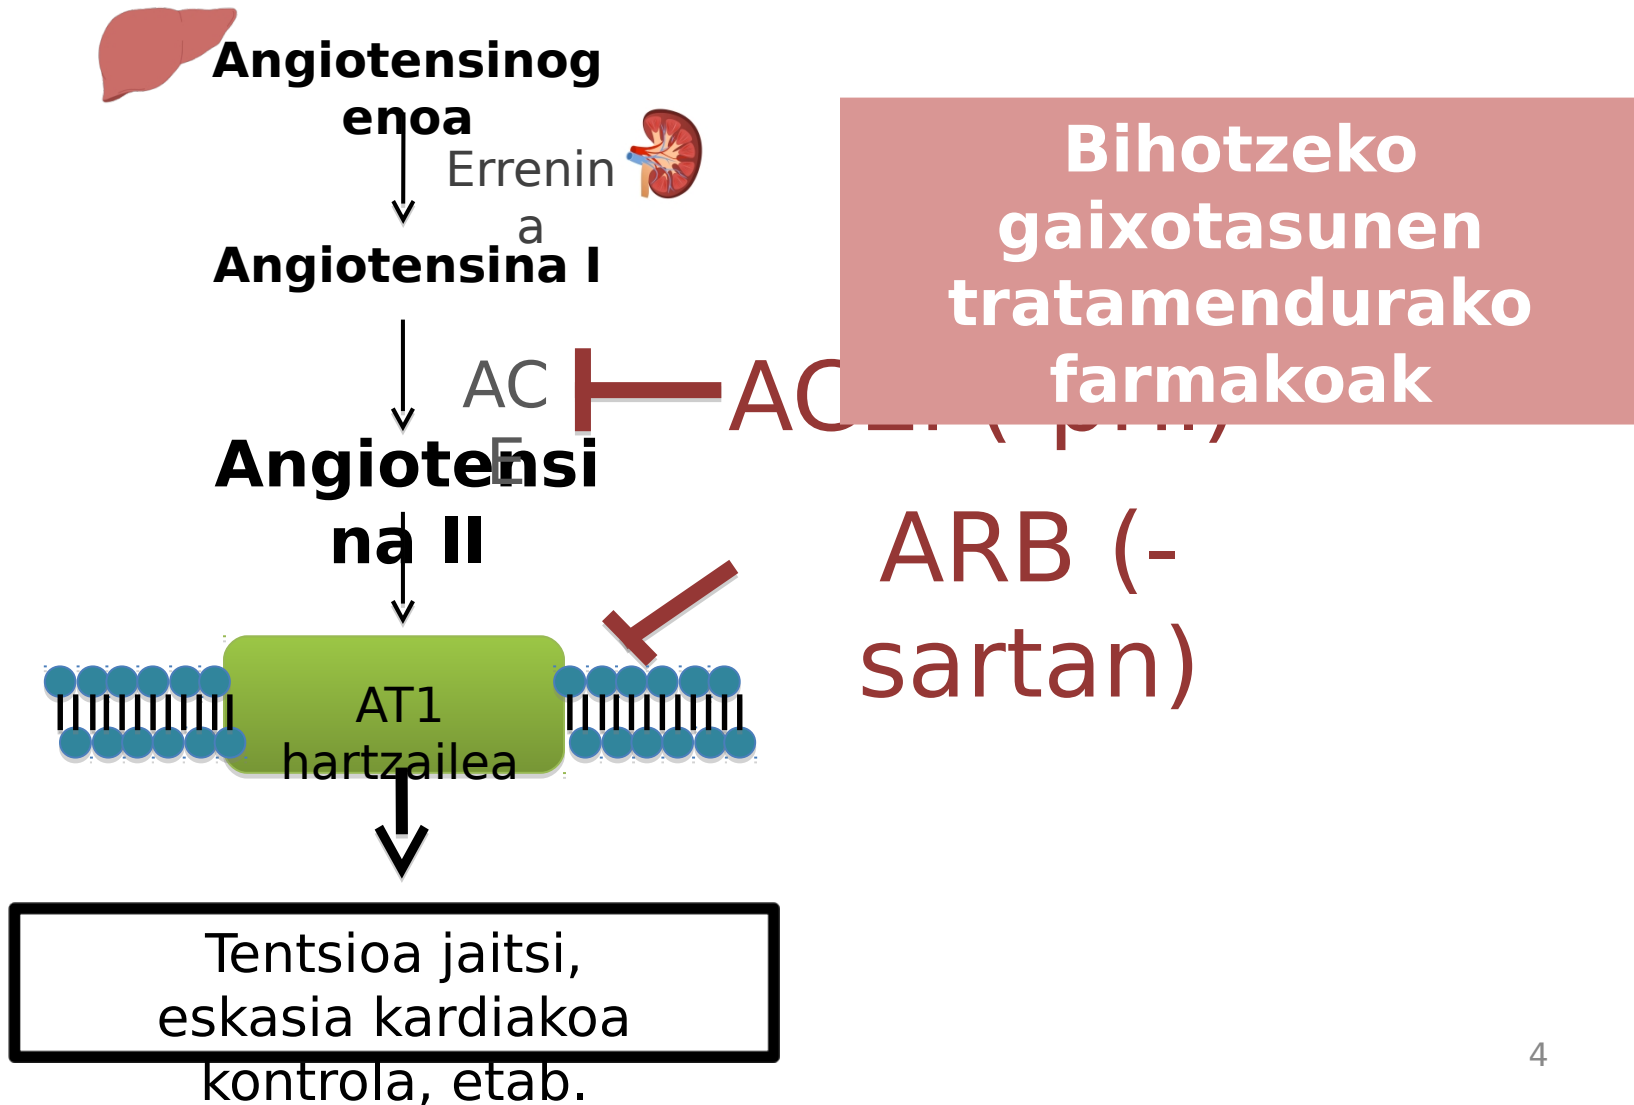 Angiotensinog
enoa
Errenin
a
Angiotensina I
Bihotzeko
gaixotasunen
tratamendurako
farmakoak
AC
E
Angiotensi
na II
ARB (-
sartan)
AT1
hartzailea
Tentsioa jaitsi,
eskasia kardiakoa
kontrola, etab.
4